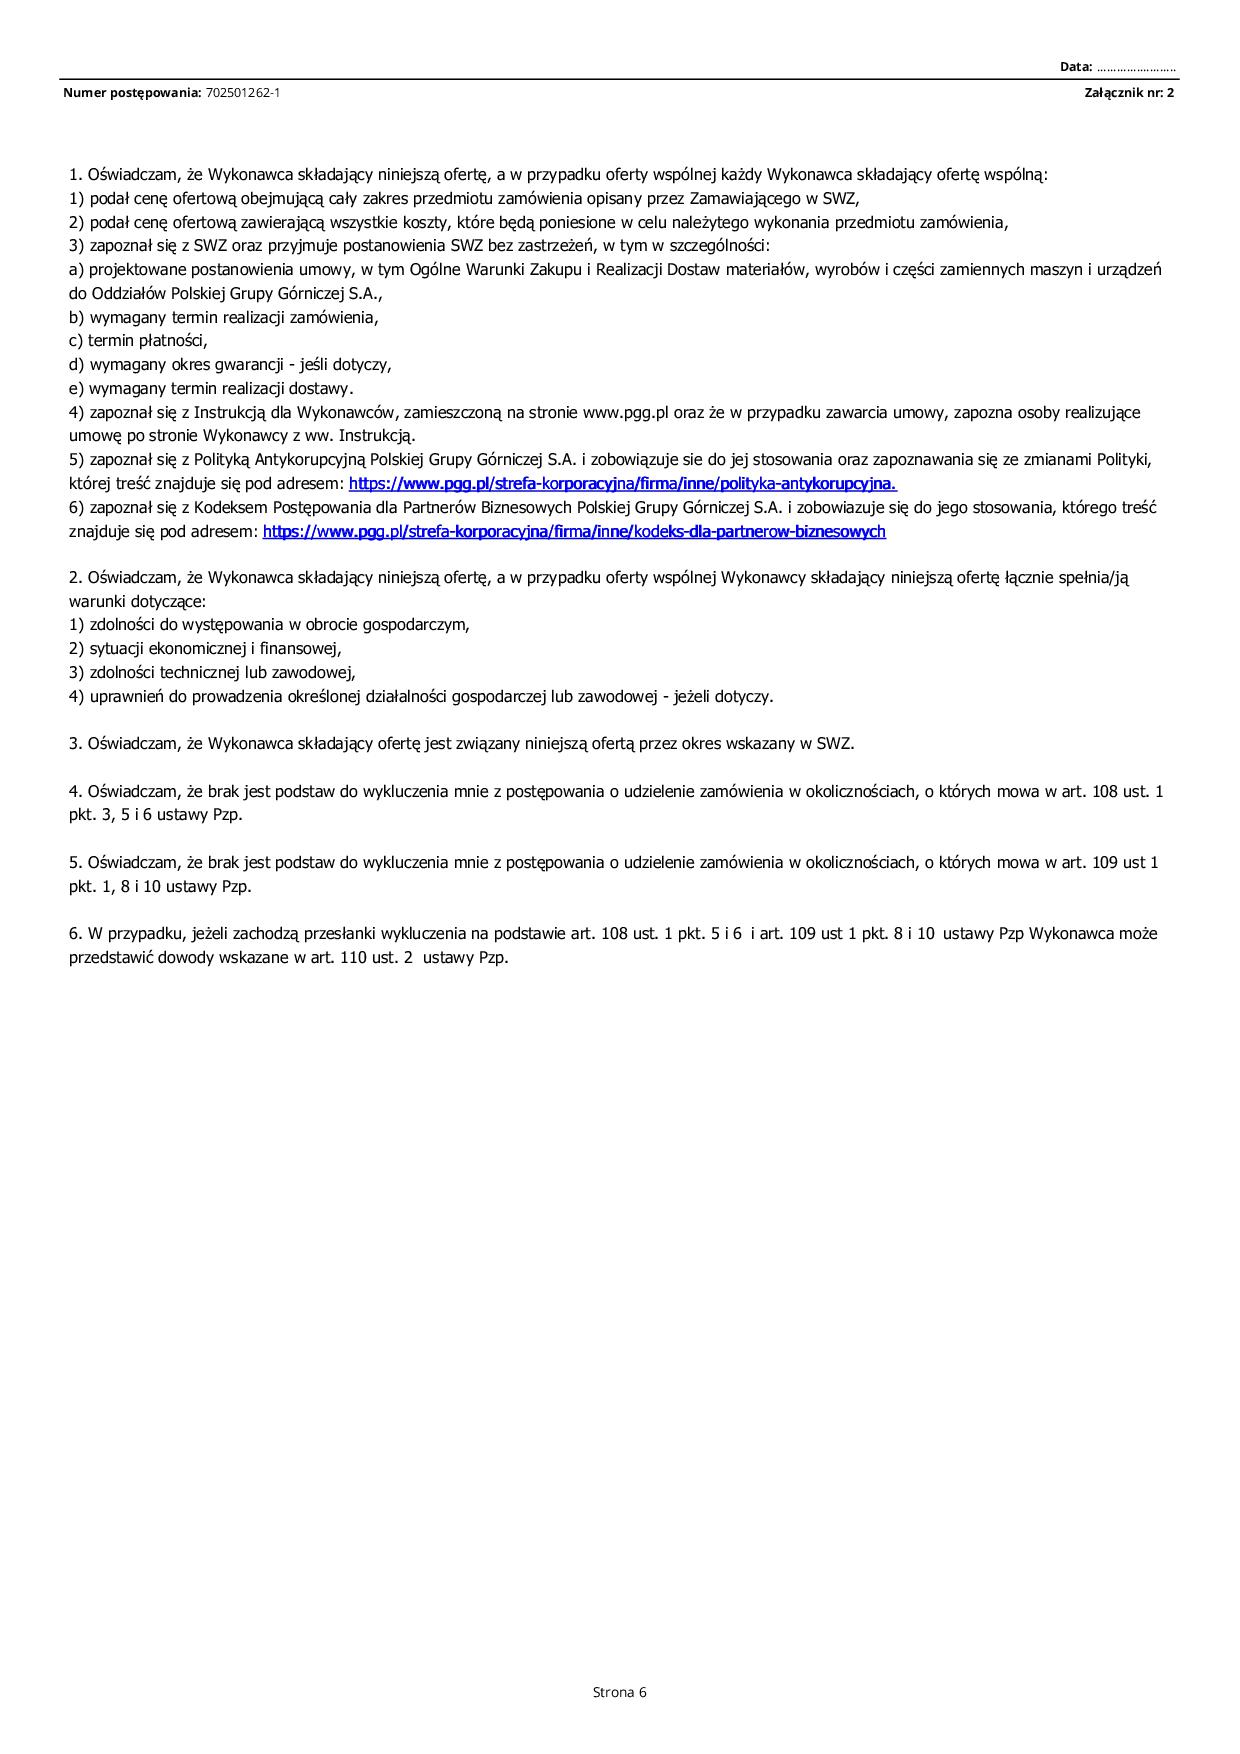 Data: ........................
Numer postępowania: 702501262-1
Załącznik nr: 2
1. Oświadczam, że Wykonawca składający niniejszą ofertę, a w przypadku oferty wspólnej każdy Wykonawca składający ofertę wspólną:
1) podał cenę ofertową obejmującą cały zakres przedmiotu zamówienia opisany przez Zamawiającego w SWZ,
2) podał cenę ofertową zawierającą wszystkie koszty, które będą poniesione w celu należytego wykonania przedmiotu zamówienia,
3) zapoznał się z SWZ oraz przyjmuje postanowienia SWZ bez zastrzeżeń, w tym w szczególności:
a) projektowane postanowienia umowy, w tym Ogólne Warunki Zakupu i Realizacji Dostaw materiałów, wyrobów i części zamiennych maszyn i urządzeń
do Oddziałów Polskiej Grupy Górniczej S.A.,
b) wymagany termin realizacji zamówienia,
c) termin płatności,
d) wymagany okres gwarancji - jeśli dotyczy,
e) wymagany termin realizacji dostawy.
4) zapoznał się z Instrukcją dla Wykonawców, zamieszczoną na stronie www.pgg.pl oraz że w przypadku zawarcia umowy, zapozna osoby realizujące
umowę po stronie Wykonawcy z ww. Instrukcją.
5) zapoznał się z Polityką Antykorupcyjną Polskiej Grupy Górniczej S.A. i zobowiązuje sie do jej stosowania oraz zapoznawania się ze zmianami Polityki,
której treść znajduje się pod adresem: https://www.pgg.pl/strefa-korporacyjna/firma/inne/polityka-antykorupcyjna.
6) zapoznał się z Kodeksem Postępowania dla Partnerów Biznesowych Polskiej Grupy Górniczej S.A. i zobowiazuje się do jego stosowania, którego treść
znajduje się pod adresem: https://www.pgg.pl/strefa-korporacyjna/firma/inne/kodeks-dla-partnerow-biznesowych
2. Oświadczam, że Wykonawca składający niniejszą ofertę, a w przypadku oferty wspólnej Wykonawcy składający niniejszą ofertę łącznie spełnia/ją
warunki dotyczące:
1) zdolności do występowania w obrocie gospodarczym,
2) sytuacji ekonomicznej i finansowej,
3) zdolności technicznej lub zawodowej,
4) uprawnień do prowadzenia określonej działalności gospodarczej lub zawodowej - jeżeli dotyczy.
3. Oświadczam, że Wykonawca składający ofertę jest związany niniejszą ofertą przez okres wskazany w SWZ.
4. Oświadczam, że brak jest podstaw do wykluczenia mnie z postępowania o udzielenie zamówienia w okolicznościach, o których mowa w art. 108 ust. 1
pkt. 3, 5 i 6 ustawy Pzp.
5. Oświadczam, że brak jest podstaw do wykluczenia mnie z postępowania o udzielenie zamówienia w okolicznościach, o których mowa w art. 109 ust 1
pkt. 1, 8 i 10 ustawy Pzp.
6. W przypadku, jeżeli zachodzą przesłanki wykluczenia na podstawie art. 108 ust. 1 pkt. 5 i 6 i art. 109 ust 1 pkt. 8 i 10 ustawy Pzp Wykonawca może
przedstawić dowody wskazane w art. 110 ust. 2 ustawy Pzp.
Strona 6